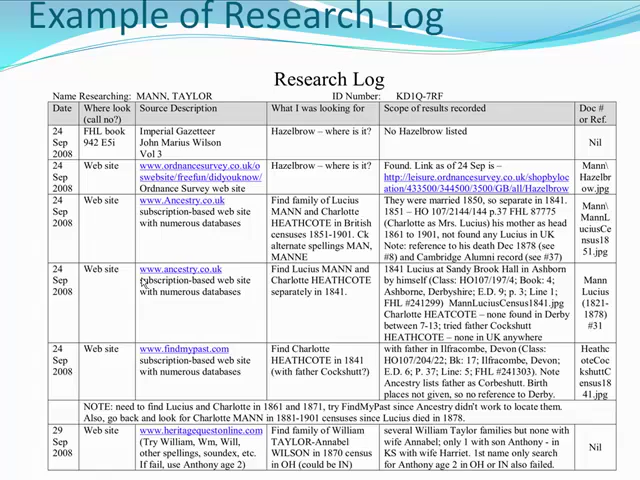 Example of Research Log
Research Log
Name Researching: MANN, TAYLOR ID Number: KD1Q-7RF
Date Where look (call no?) Source Description What I was looking for Scope of results recorded Doc # or Ref.
24 Sep 2008
FHL book 942 E5i
Imperial Gazetteer
John Marius Wilson
Vol 3
Hazelbrow – where is it?
No Hazelbrow listed
Nil
24 Sep 2008
Web site
www.ordnancesurvey.co.uk/o
swebsite/freefun/didyouknow/
Ordnance Survey web site
Hazelbrow – where is it?
Found. Link as of 24 Sep is –
http://leisure.ordnancesurvey.co.uk/shopbyloc
ation/433500/344500/3500/GB/all/Hazelbrow
Mann\
Hazelbr
ow.jpg
24
Sep
2008
Web site
www.Ancestry.co.uk
subscription-based web site
with numerous databases
Find family of Lucius
MANN and Charlotte
HEATHCOTE in British
censuses 1851-1901. Ck
alternate spellings MAN,
MANNE
They were married 1850, so separate in 1841.
1851 – HO 107/2144/144 p.37 FHL 87775
(Charlotte as Mrs. Lucius) his mother as head
1861 to 1901, not found any Lucius in UK
Note: reference to his death Dec 1878 (see
#8) and Cambridge Alumni record (see #37)
Mann\
MannL
uciusCe
nsus18
51.jpg
24
Sep
2008
Web site
www.ancestry.co.uk
subscription-based web site
with numerous databases
Find Lucius MANN and
Charlotte HEATHCOTE
separately in 1841.
1841 Lucius at Sandy Brook Hall in Ashborn
by himself (Class: HO107/197/4; Book: 4;
Ashborne, Derbyshire; E.D. 9; p. 3; Line 1;
FHL #241299) MannLuciusCensus1841.jpg
Charlotte HEATCOTE – none found in Derby
between 7-13; tried father Cockshutt
HEATHCOTE – none in UK anywhere
Mann
Lucius
(1821-
1878)
#31
24
Sep
2008
Web site
www.findmypast.com
subscription-based web site
with numerous databases
Find Charlotte
HEATHCOTE in 1841
(with father Cockshutt?)
with father in Ilfracombe, Devon (Class:
HO107/204/22; Bk: 17; Ilfracombe, Devon;
E.D. 6; P. 37; Line: 5; FHL #241303). Note
Ancestry lists father as Corbeshutt. Birth
places not given, so no reference to Derby.
Heathc
oteCoc
kshuttC
ensus18
41.jpg
NOTE: need to find Lucius and Charlotte in 1861 and 1871, try FindMyPast since Ancestry didn't work to locate them.
Also, go back and look for Charlotte MANN in 1881-1901 censuses since Lucius died in 1878.
29
Sep
2008
Web site
www.heritagequestonline.com
(Try William, Wm, Will,
other spellings, soundex, etc.
If fail, use Anthony age 2)
Find family of William
TAYLOR-Annabel
WILSON in 1870 census
in OH (could be IN)
several William Taylor families but none with
wife Annabel; only 1 with son Anthony - in
KS with wife Harriet. 1st name only search
for Anthony age 2 in OH or IN also failed.
Nil